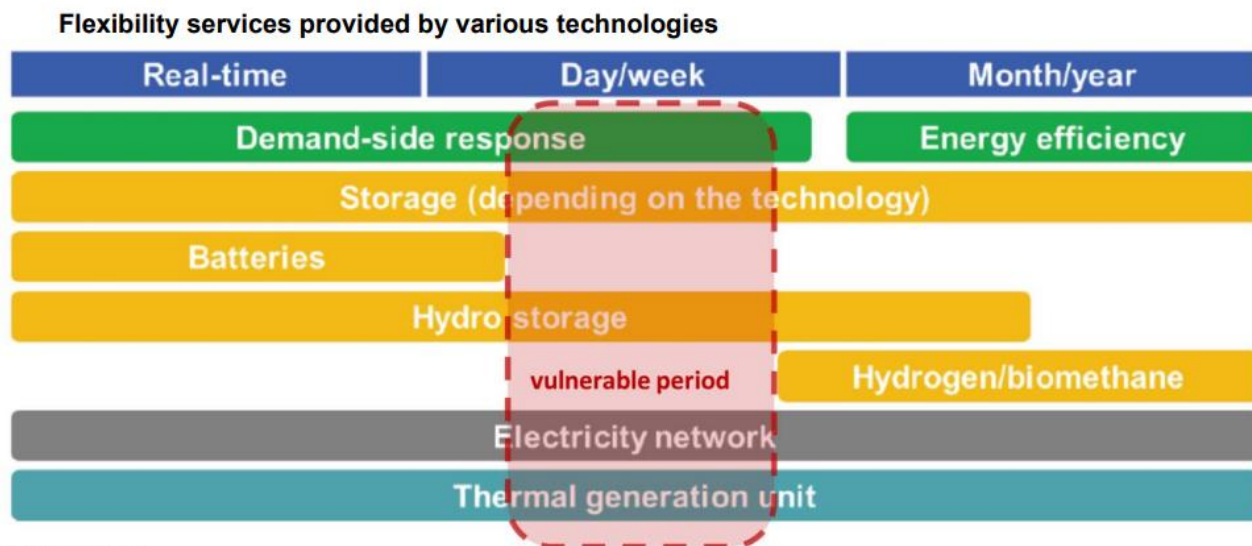 Flexibility services provided by various technologies
Real-time Day/week Month/year
Demand-side response Energy efficiency
Storage (depending on the technology)
Batteries
Hydro storage
vulnerable period Hydrogen/biomethane
Electricity network
Thermal generation unit